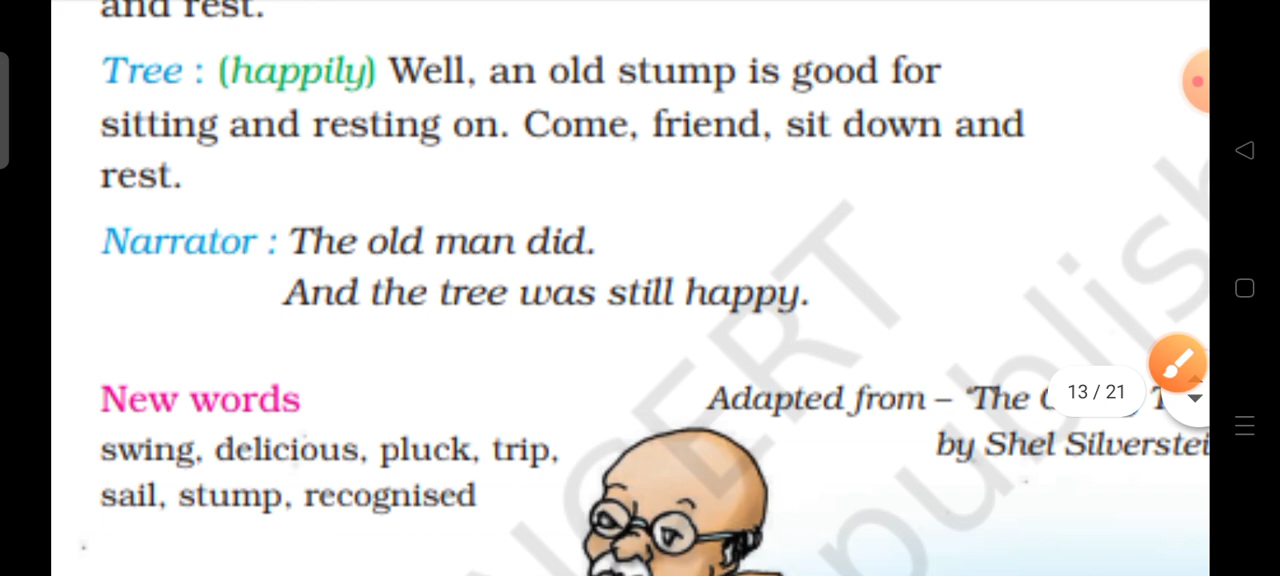 and rest.
Tree : (happily) Well, an old stump is good for
sitting and resting on. Come, friend, sit down and
rest.
Narrator : The old man did.
And the tree was still happy.
New words
Adapted from – 'The
13 / 21
swing, delicious, pluck, trip,
by Shel
sail, stump, recognised
NCERT